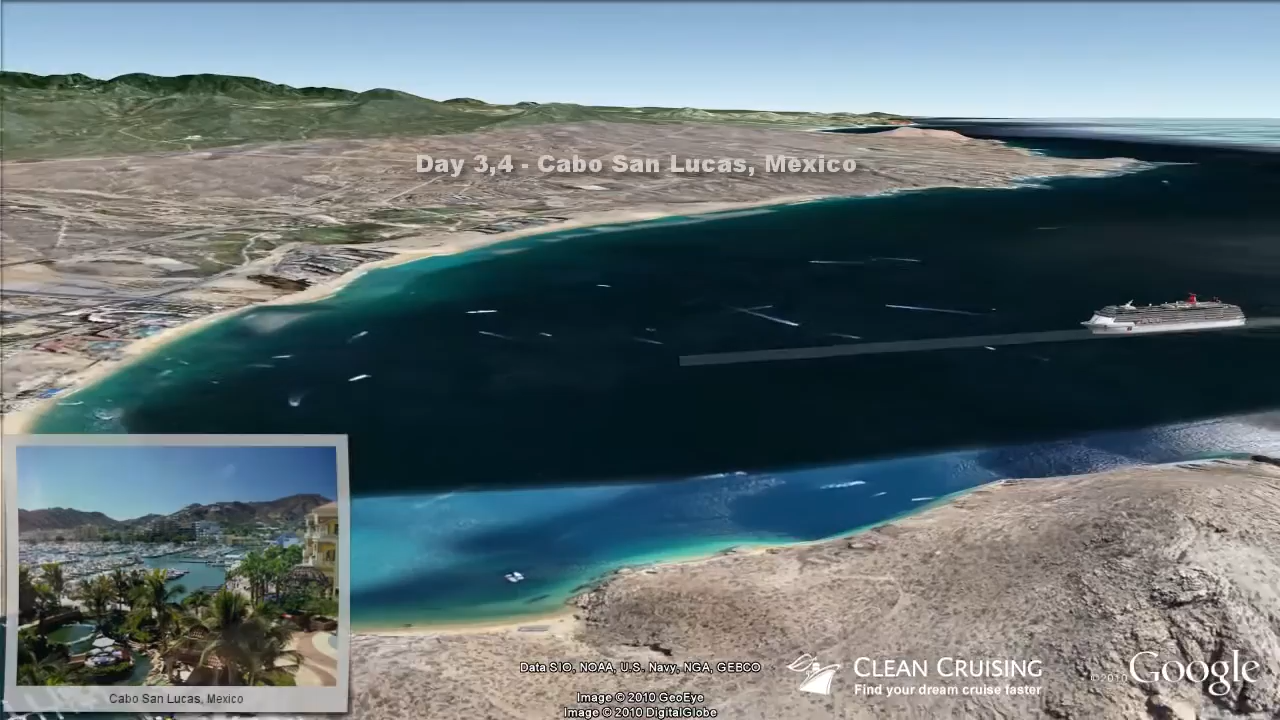 Day 3,4 - Cabo San Lucas, Mexico
Cabo San Lucas, Mexico
Data SIO, NOAA, U.S. Navy, NGA, GEBCO
Image © 2010 GeoEye
Image © 2010 DigitalGlobe
CLEAN CRUISING
Find your dream cruise faster
©2010 Google